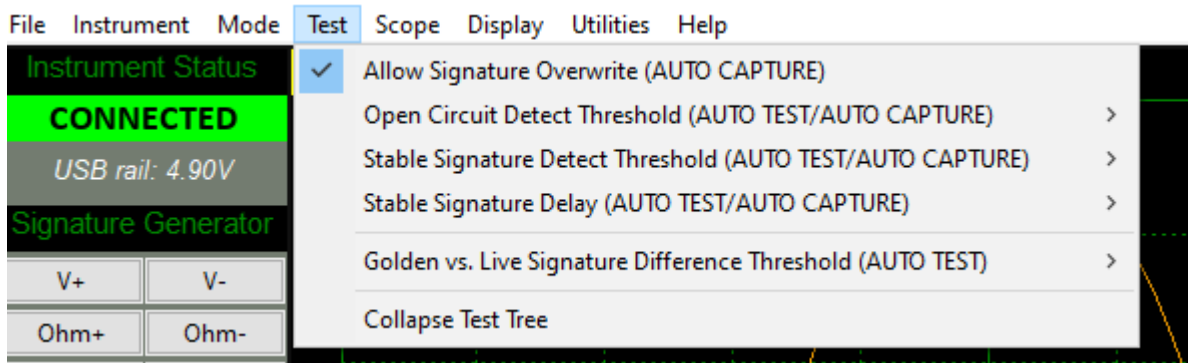 File Instrument Mode Test Scope Display Utilities Help
Instrument Status
CONNECTED
USB rail: 4.90V
Signature Generator
V+ V-
Ohm+ Ohm-
Allow Signature Overwrite (AUTO CAPTURE)
Open Circuit Detect Threshold (AUTO TEST/AUTO CAPTURE)
Stable Signature Detect Threshold (AUTO TEST/AUTO CAPTURE)
Stable Signature Delay (AUTO TEST/AUTO CAPTURE)
Golden vs. Live Signature Difference Threshold (AUTO TEST)
Collapse Test Tree